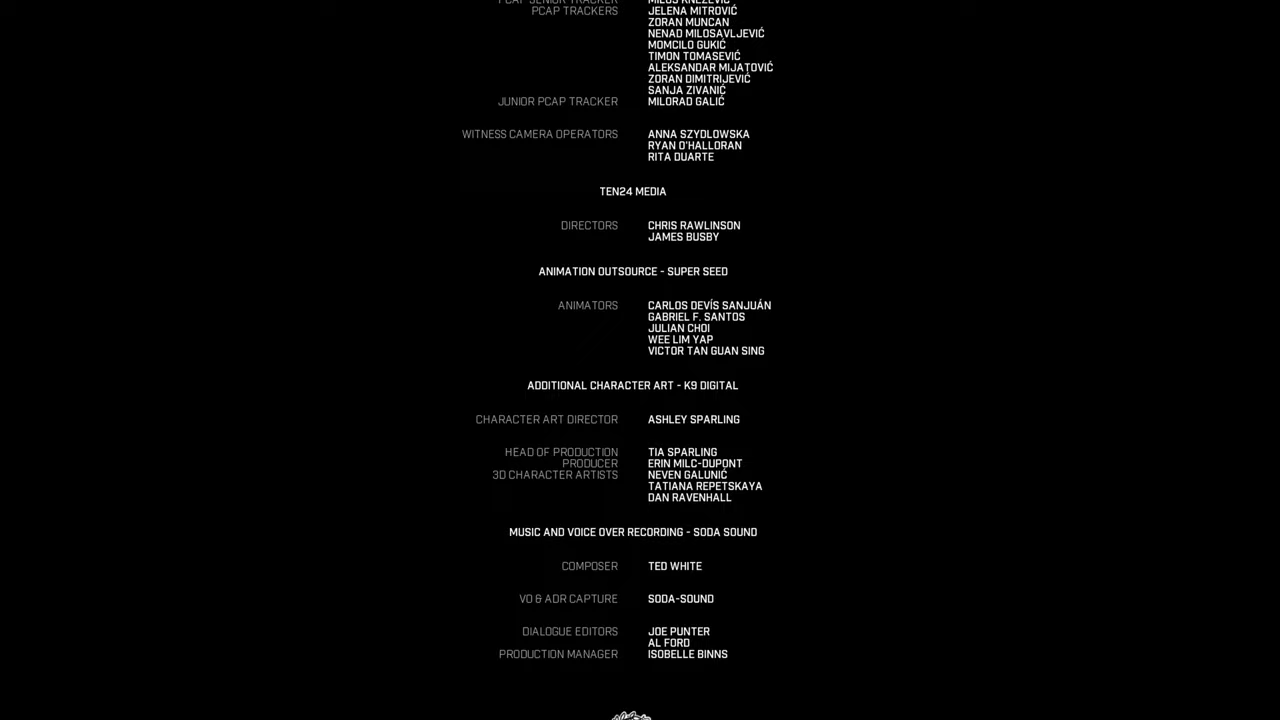 PCAP SENIOR TRACKER MILOS KNEZEVIĆ
PCAP TRACKERS JELENA MITROVIĆ
ZORAN MUNCAN
NENAD MILOSAVLJEVIĆ
MOMCILO GUKIĆ
TIMON TOMASEVIĆ
ALEKSANDAR MIJATOVIĆ
ZORAN DIMITRIJEVIĆ
SANJA ZIVANIĆ
JUNIOR PCAP TRACKER MILORAD GALIĆ
WITNESS CAMERA OPERATORS ANNA SZYDLOWSKA
RYAN O'HALLORAN
RITA DUARTE
TEN24 MEDIA
DIRECTORS CHRIS RAWLINSON
JAMES BUSBY
ANIMATION OUTSOURCE - SUPER SEED
ANIMATORS CARLOS DEVÍS SANJUÁN
GABRIEL F. SANTOS
JULIAN CHOI
WEE LIM YAP
VICTOR TAN GUAN SING
ADDITIONAL CHARACTER ART - K9 DIGITAL
CHARACTER ART DIRECTOR ASHLEY SPARLING
HEAD OF PRODUCTION TIA SPARLING
PRODUCER ERIN MILC-DUPONT
3D CHARACTER ARTISTS NEVEN GALUNIĆ
TATIANA REPETSKAYA
DAN RAVENHALL
MUSIC AND VOICE OVER RECORDING - SODA SOUND
COMPOSER TED WHITE
VO & ADR CAPTURE SODA-SOUND
DIALOGUE EDITORS JOE PUNTER
AL FORD
PRODUCTION MANAGER ISOBELLE BINNS